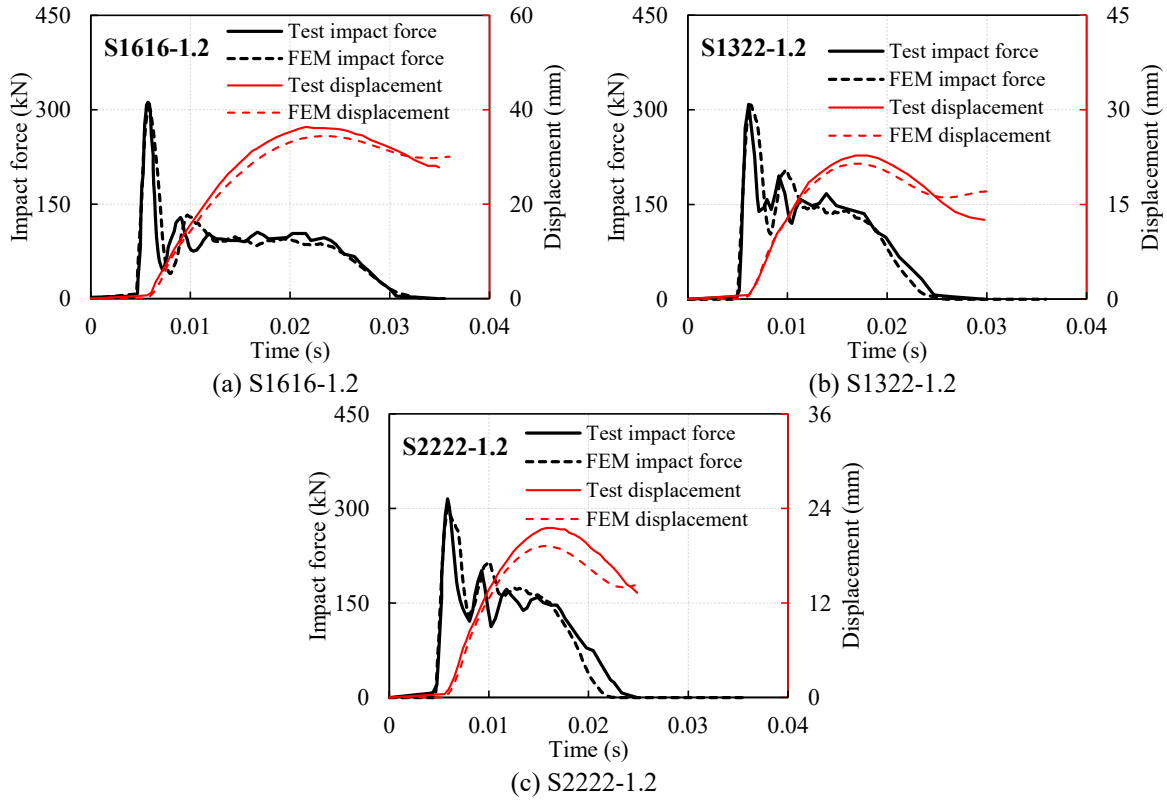 450
300
150
0
Impact force (kN)
S1616-1.2
Test impact force
FEM impact force
Test displacement
FEM displacement
60
40
20
0
Displacement (mm)
0 0.01 0.02 0.03 0.04
Time (s)
(a) S1616-1.2
450
300
150
0
Impact force (kN)
S1322-1.2
Test impact force
FEM impact force
Test displacement
FEM displacement
45
30
15
0
Displacement (mm)
0 0.01 0.02 0.03 0.04
Time (s)
(b) S1322-1.2
450
300
150
0
Impact force (kN)
S2222-1.2
Test impact force
FEM impact force
Test displacement
FEM displacement
36
24
12
0
Displacement (mm)
0 0.01 0.02 0.03 0.04
Time (s)
(c) S2222-1.2